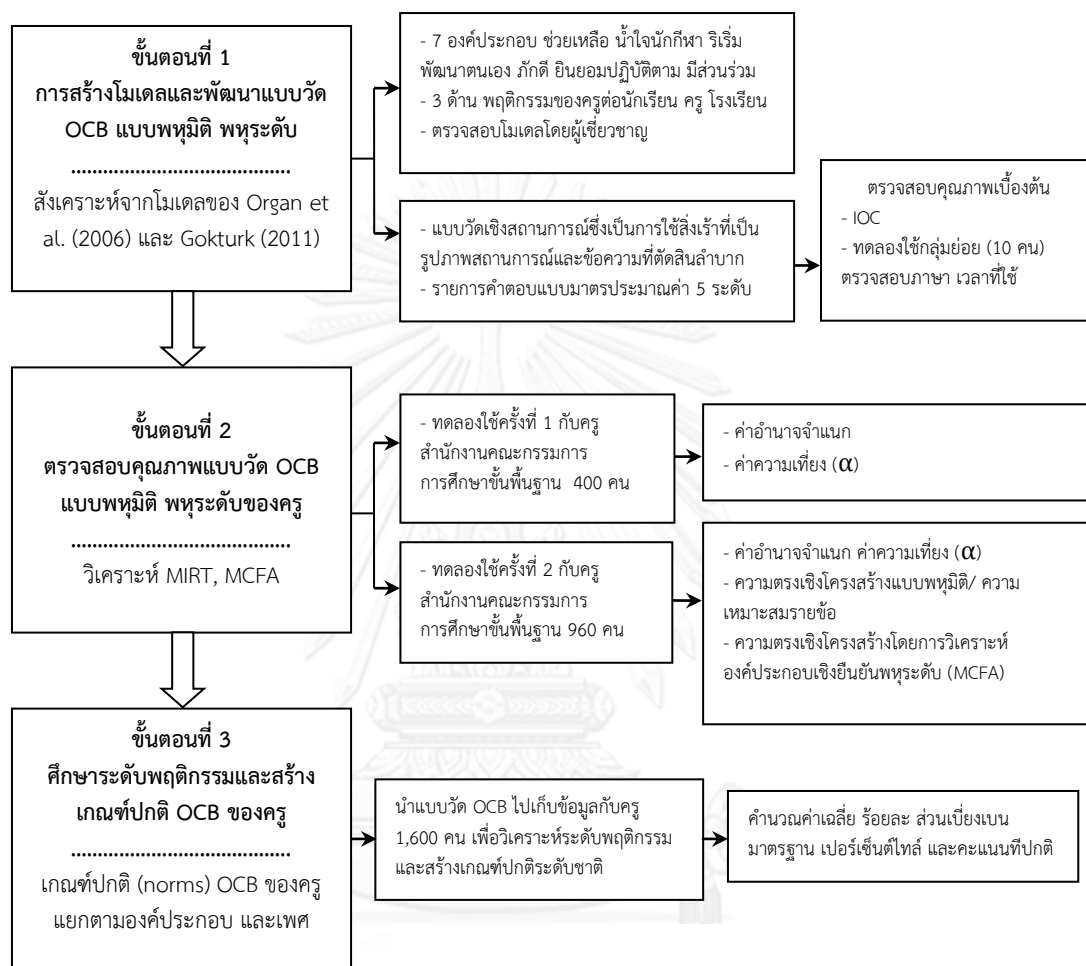 ขั้นตอนที่ 1
การสร้างโมเดลและพัฒนาแบบวัด
OCB แบบพหุมิติ พหุระดับ
..........................................
สังเคราะห์จากโมเดลของ Organ et
al. (2006) และ Gokturk (2011)
- 7 องค์ประกอบ ช่วยเหลือ น้ำใจนักกีฬา ริเริ่ม
พัฒนาตนเอง ภักดี ยินยอมปฏิบัติตาม มีส่วนร่วม
- 3 ด้าน พฤติกรรมของครูต่อนักเรียน ครู โรงเรียน
- ตรวจสอบโมเดลโดยผู้เชี่ยวชาญ
- แบบวัดเชิงสถานการณ์ซึ่งเป็นการใช้สิ่งเร้าที่เป็น
รูปภาพสถานการณ์และข้อความที่ตัดสินลำบาก
- รายการคำตอบแบบมาตรประมาณค่า 5 ระดับ
ตรวจสอบคุณภาพเบื้องต้น
- IOC
- ทดลองใช้กลุ่มย่อย (10 คน)
ตรวจสอบภาษา เวลาที่ใช้
ขั้นตอนที่ 2
ตรวจสอบคุณภาพแบบวัด OCB
แบบพหุมิติ พหุระดับของครู
..........................................
วิเคราะห์ MIRT, MCFA
- ทดลองใช้ครั้งที่ 1 กับครู
สำนักงานคณะกรรมการ
การศึกษาขั้นพื้นฐาน 400 คน
- ค่าอำนาจจำแนก
- ค่าความเที่ยง (α)
- ทดลองใช้ครั้งที่ 2 กับครู
สำนักงานคณะกรรมการ
การศึกษาขั้นพื้นฐาน 960 คน
- ค่าอำนาจจำแนก ค่าความเที่ยง (α)
- ความตรงเชิงโครงสร้างแบบพหุมิติ/ ความ
เหมาะสมรายข้อ
- ความตรงเชิงโครงสร้างโดยการวิเคราะห์
องค์ประกอบเชิงยืนยันพหุระดับ (MCFA)
ขั้นตอนที่ 3
ศึกษาระดับพฤติกรรมและสร้าง
เกณฑ์ปกติ OCB ของครู
..........................................
เกณฑ์ปกติ (norms) OCB ของครู
แยกตามองค์ประกอบ และเพศ
นำแบบวัด OCB ไปเก็บข้อมูลกับครู
1,600 คน เพื่อวิเคราะห์ระดับพฤติกรรม
และสร้างเกณฑ์ปกติระดับชาติ
คำนวณค่าเฉลี่ย ร้อยละ ส่วนเบี่ยงเบน
มาตรฐาน เปอร์เซ็นต์ไทล์ และคะแนนทีปกติ